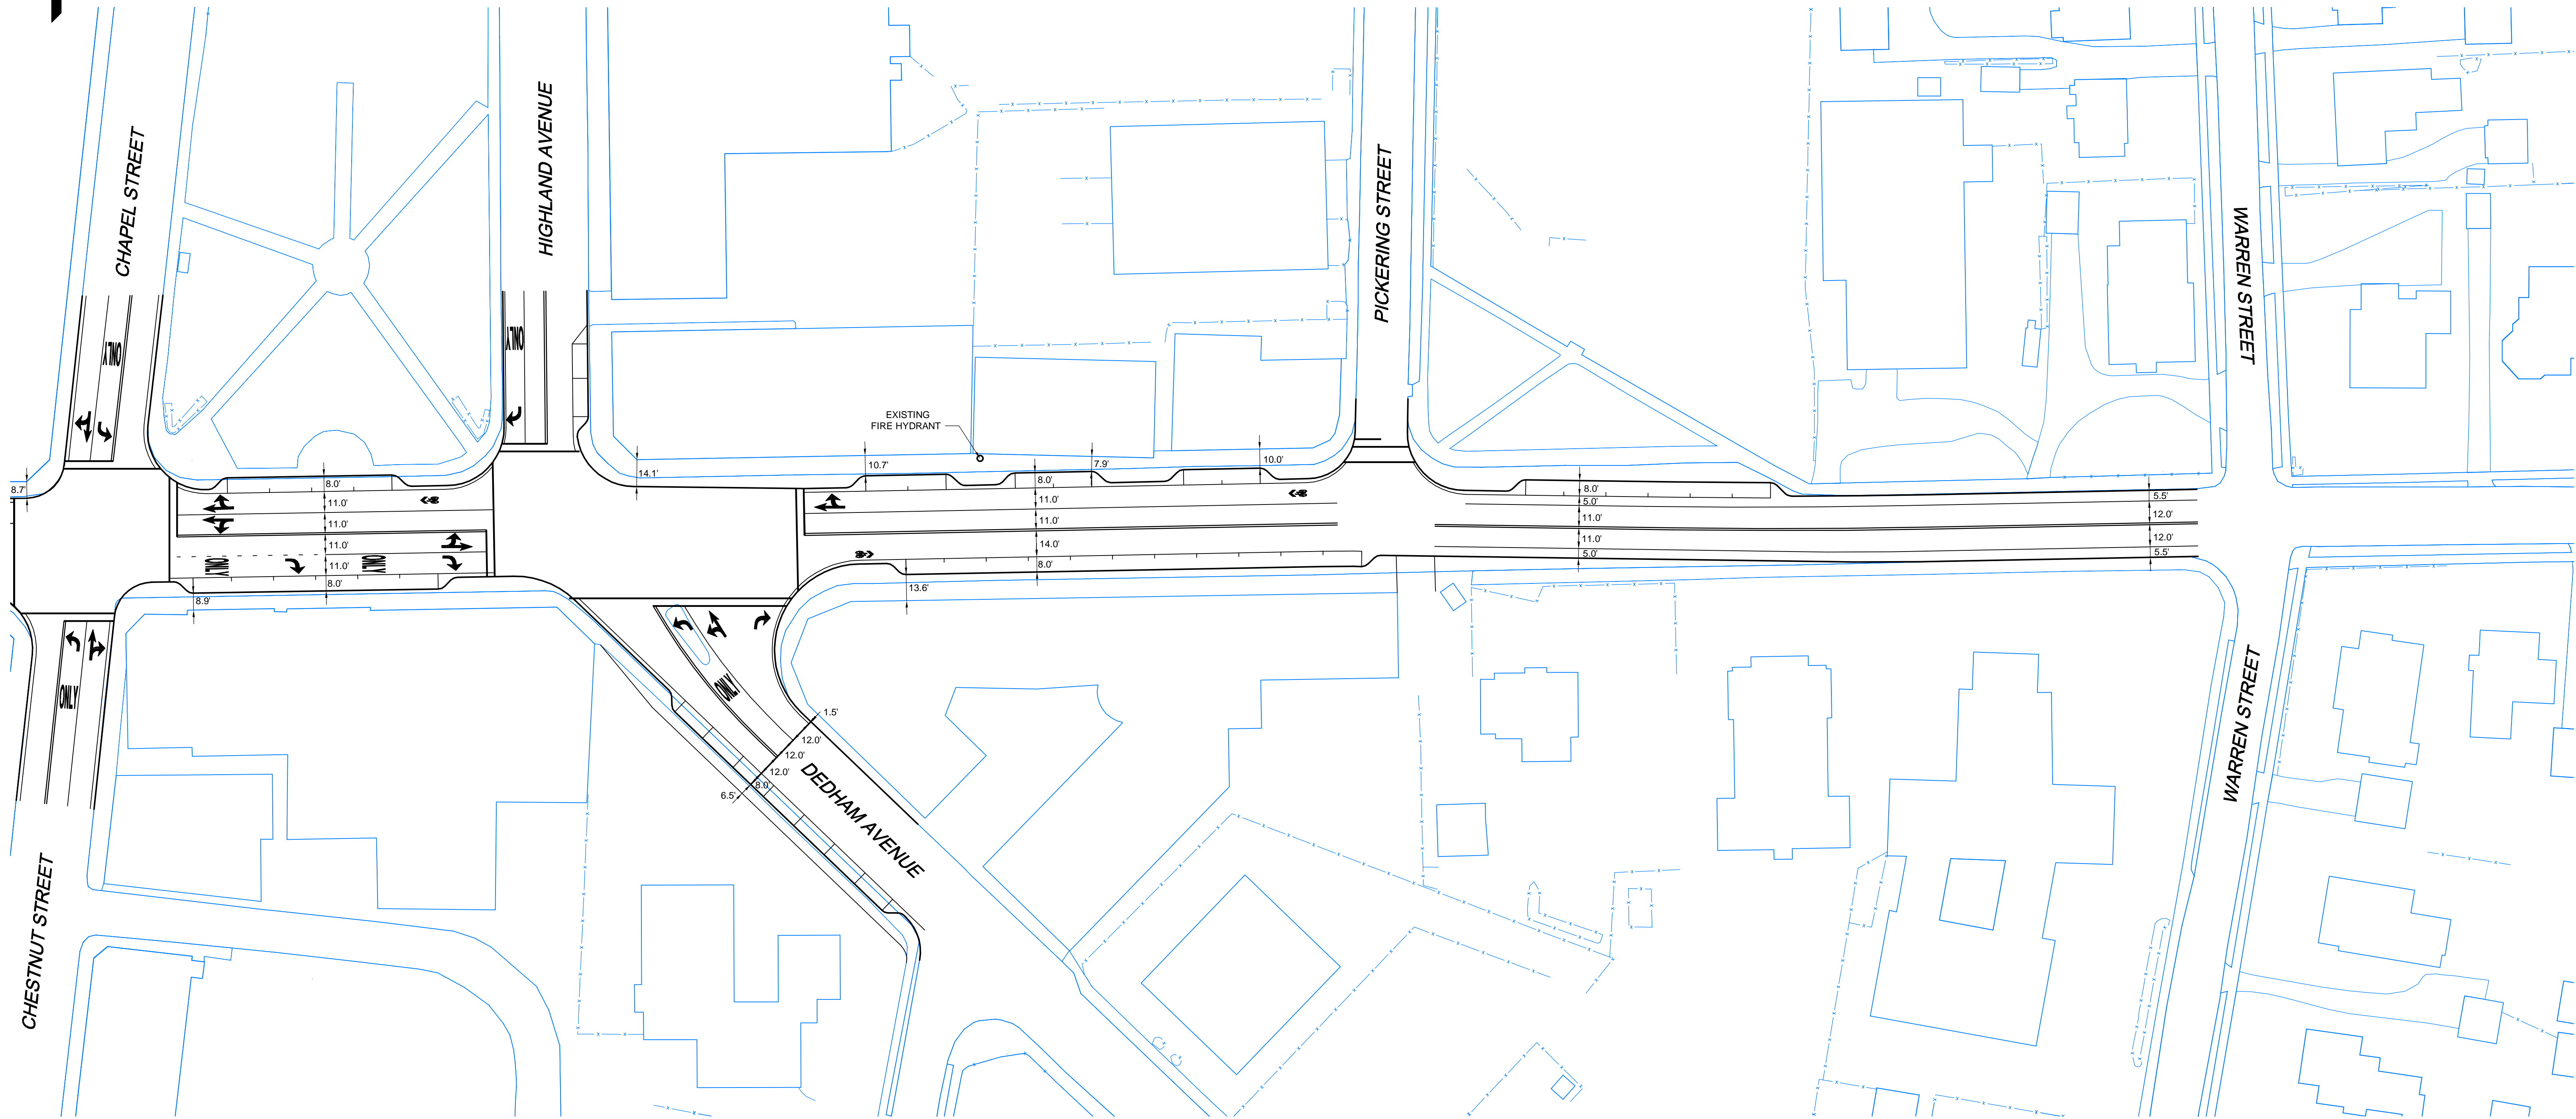 CHAPEL STREET
HIGHLAND AVENUE
PICKERING STREET
WARREN STREET
ONLY
ONLY
EXISTING
FIRE HYDRANT
8.7'
8.0'
11.0'
11.0'
11.0'
11.0'
8.0'
8.9'
ONLY
ONLY
14.1'
10.7'
8.0'
7.9'
10.0'
11.0'
11.0'
14.0'
8.0'
13.6'
8.0'
5.0'
11.0'
11.0'
5.0'
5.5'
12.0'
12.0'
5.5'
ONLY
ONLY
1.5'
12.0'
12.0'
12.0'
8.0'
6.5'
DEDHAM AVENUE
WARREN STREET
CHESTNUT STREET